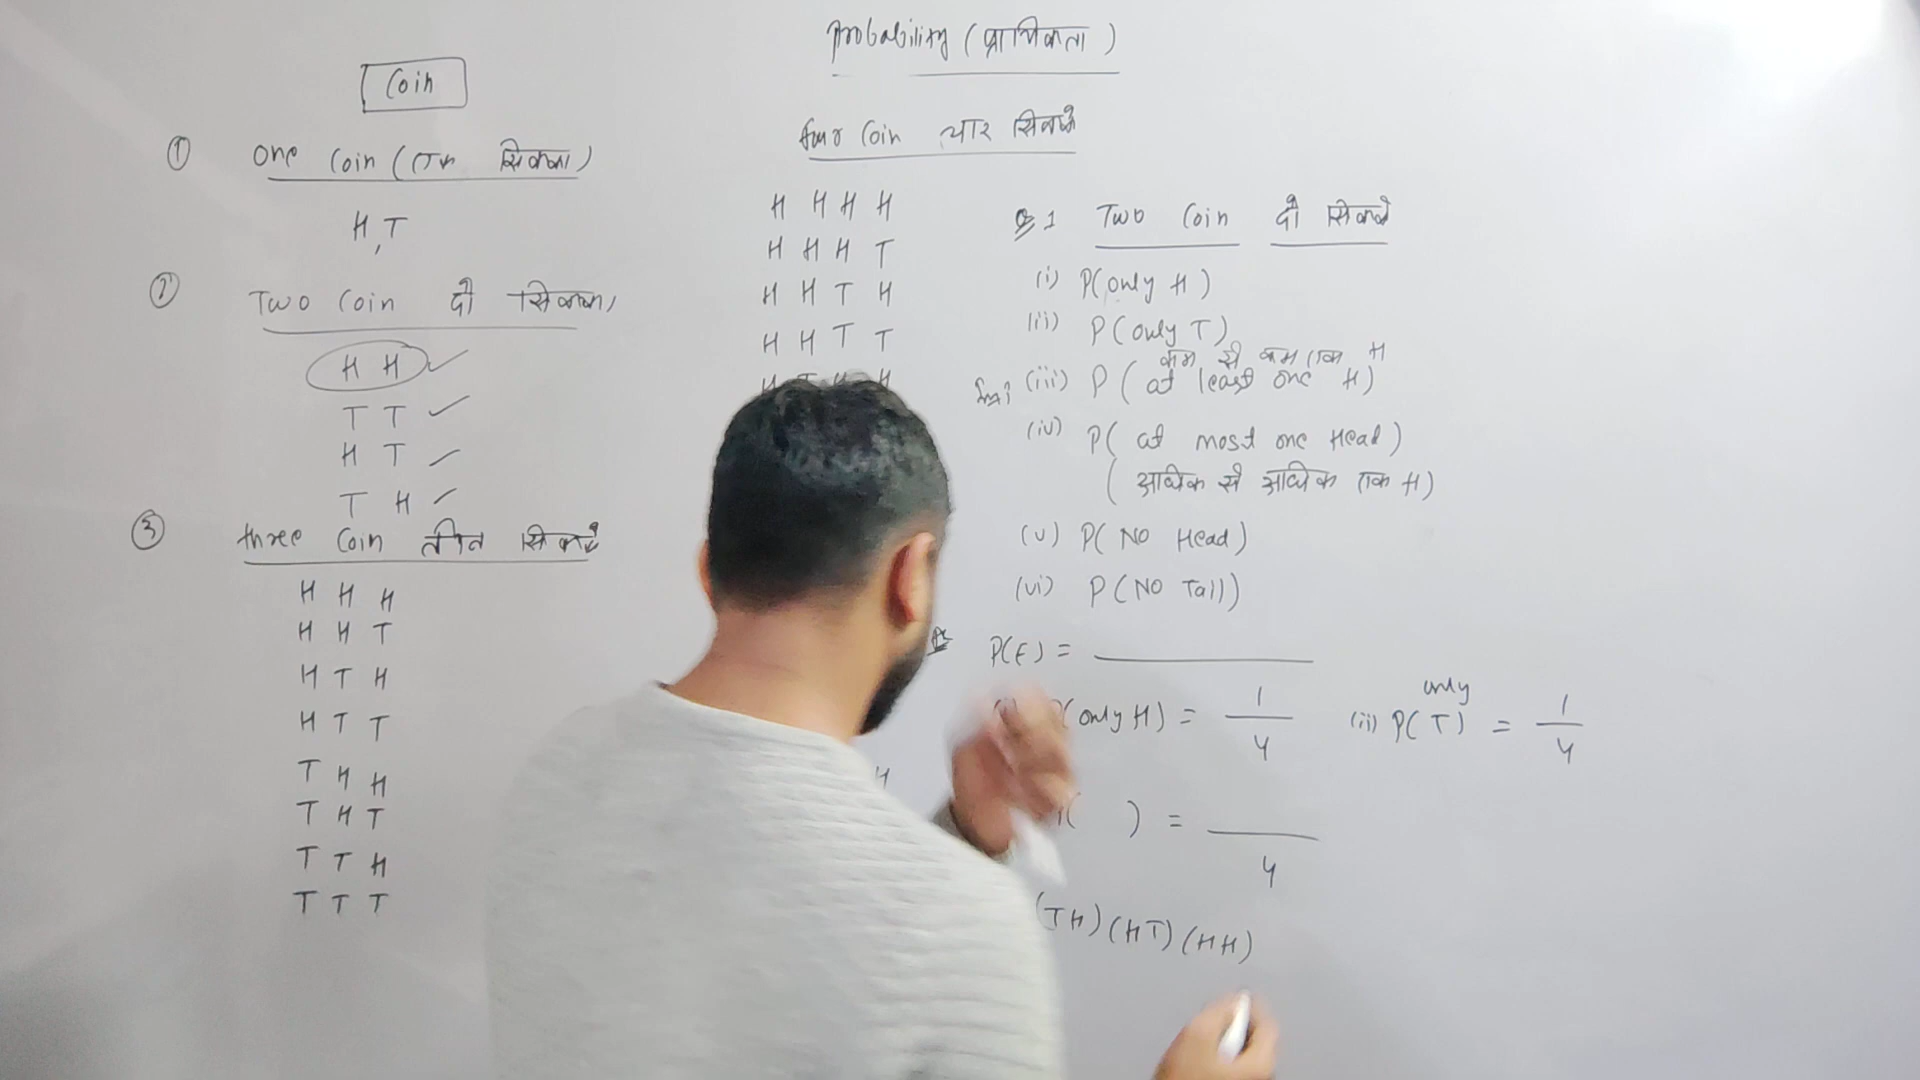 Probability (प्रायिकता)
Coin
① One Coin (एक सिक्का)
H, T
② Two Coin दो सिक्का
H H ✓
T T ✓
H T ✓
T H ✓
③ three Coin तीन सिक्के
H H H
H H T
H T H
H T T
T H H
T H T
T T H
T T T
four Coin चार सिक्के
H H H H
H H H T
H H T H
H H T T
H
Q 1 Two Coin दो सिक्के
(i) P(only H)
(ii) P(only T)
कम से कम एक H
(iii) P( at least one H)
(iv) P( at most one Head)
( अधिक से अधिक एक H)
(v) P( No Head)
(vi) P(No Tail)
P(E) =
P(only H) = 1/4 (ii) P(only T) = 1/4
( ) = /4
(TH) (HT) (HH)